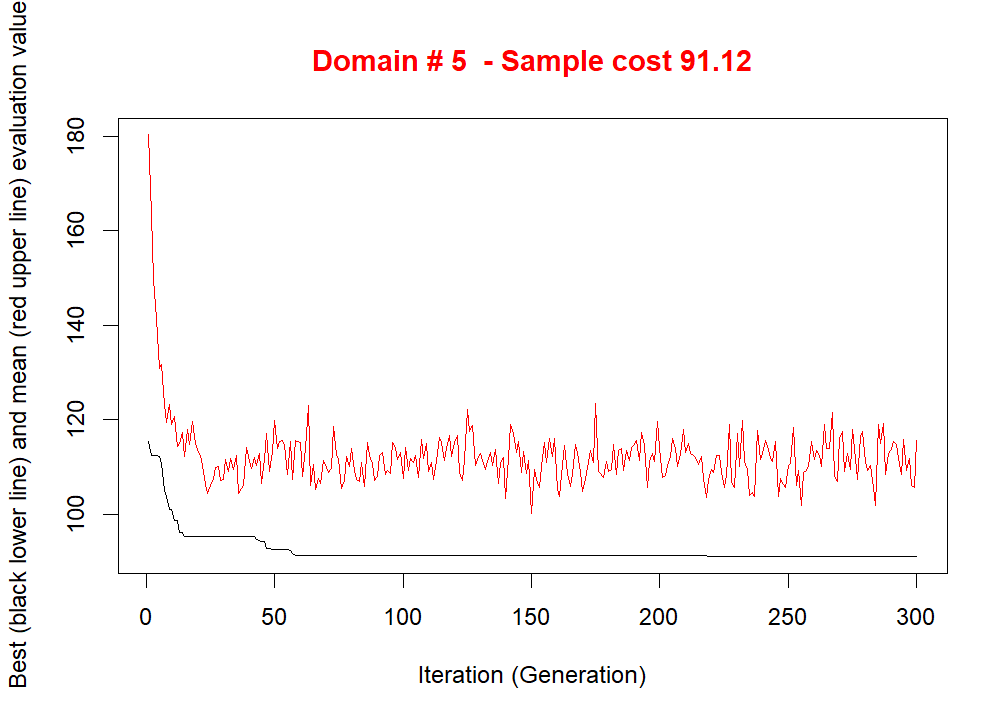 Domain # 5  - Sample cost 91.12
Best (black lower line) and mean (red upper line) evaluation value
180
160
140
120
100
0 50 100 150 200 250 300
Iteration (Generation)